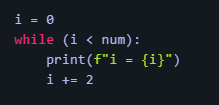 i = 0
while (i < num):
    print(f"i = {i}")
    i += 2